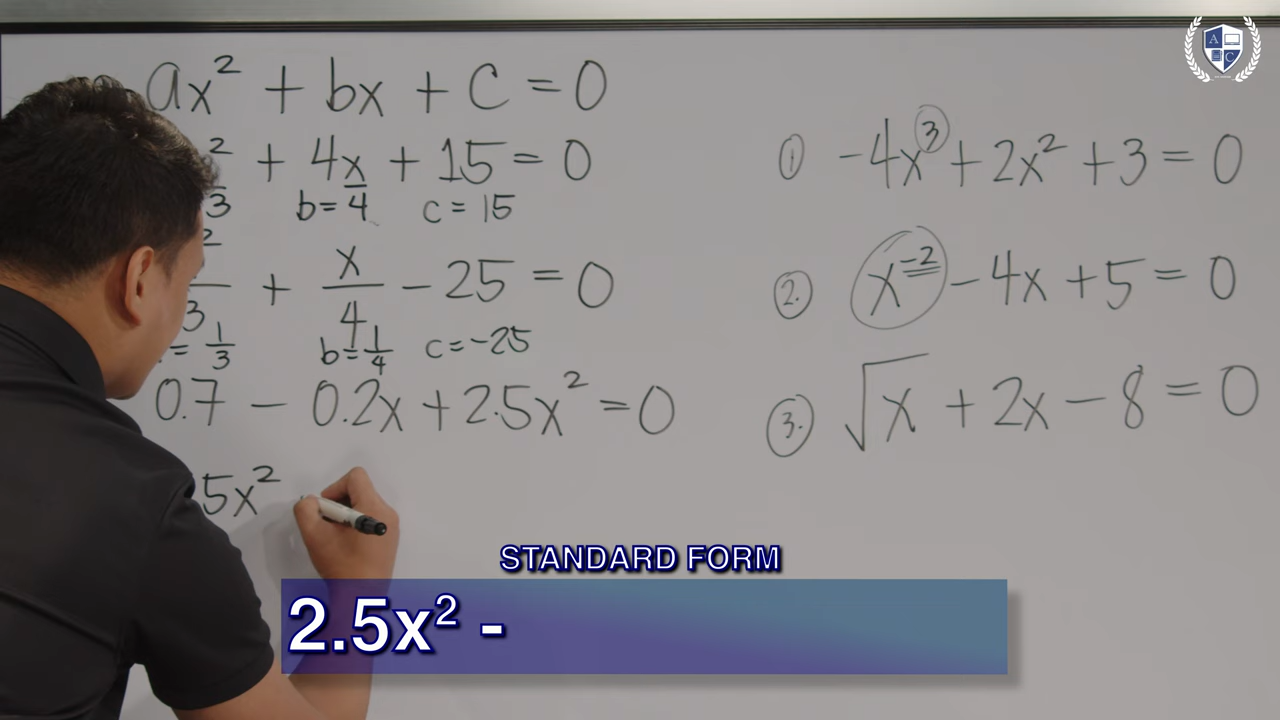 ax² + bx + c = 0
² + 4x + 15 = 0
3 b = 4 c = 15
² + x/4 - 25 = 0
3
= 1/3 b = 1/4 c = -25
0.7 - 0.2x + 2.5x² = 0
5x²
① -4x³ + 2x² + 3 = 0
②. x⁻² - 4x + 5 = 0
③. √x + 2x - 8 = 0
STANDARD FORM
2.5x² -
A
C